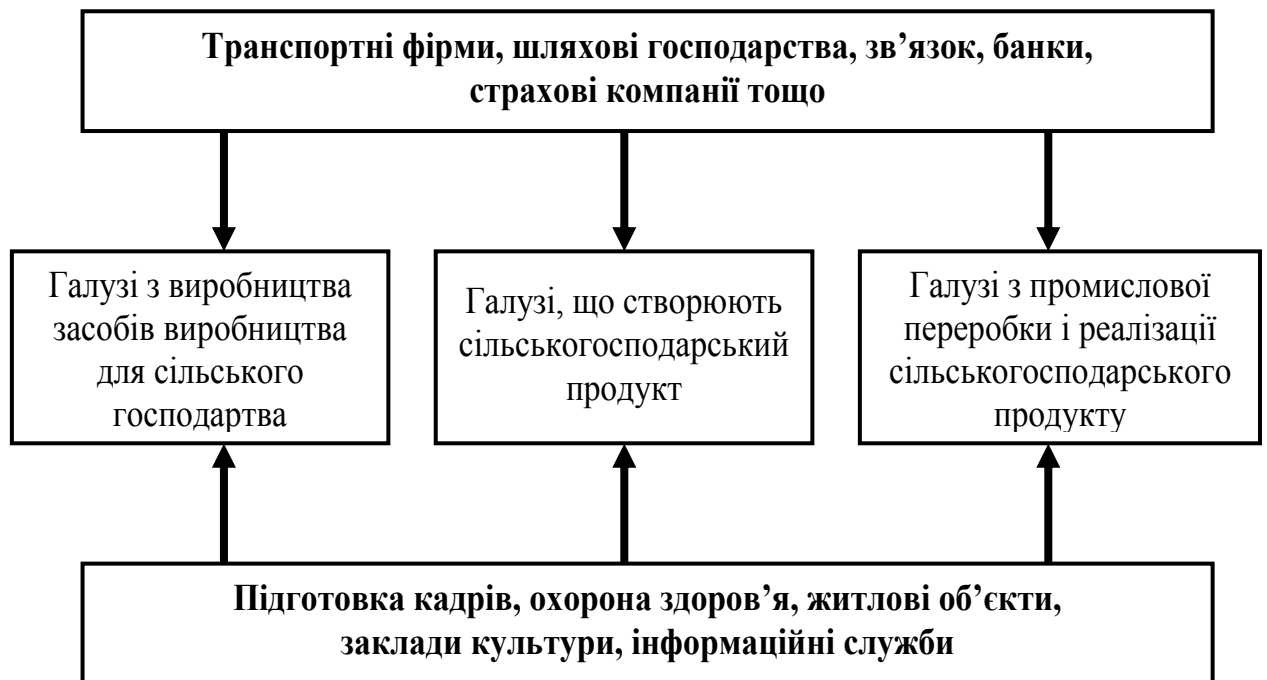 Транспортні фірми, шляхові господарства, зв’язок, банки,
страхові компанії тощо
Галузі з виробництва
засобів виробництва
для сільського
господартва
Галузі, що створюють
сільськогосподарський
продукт
Галузі з промислової
переробки і реалізації
сільськогосподарського
продукту
Підготовка кадрів, охорона здоров’я, житлові об’єкти,
заклади культури, інформаційні служби